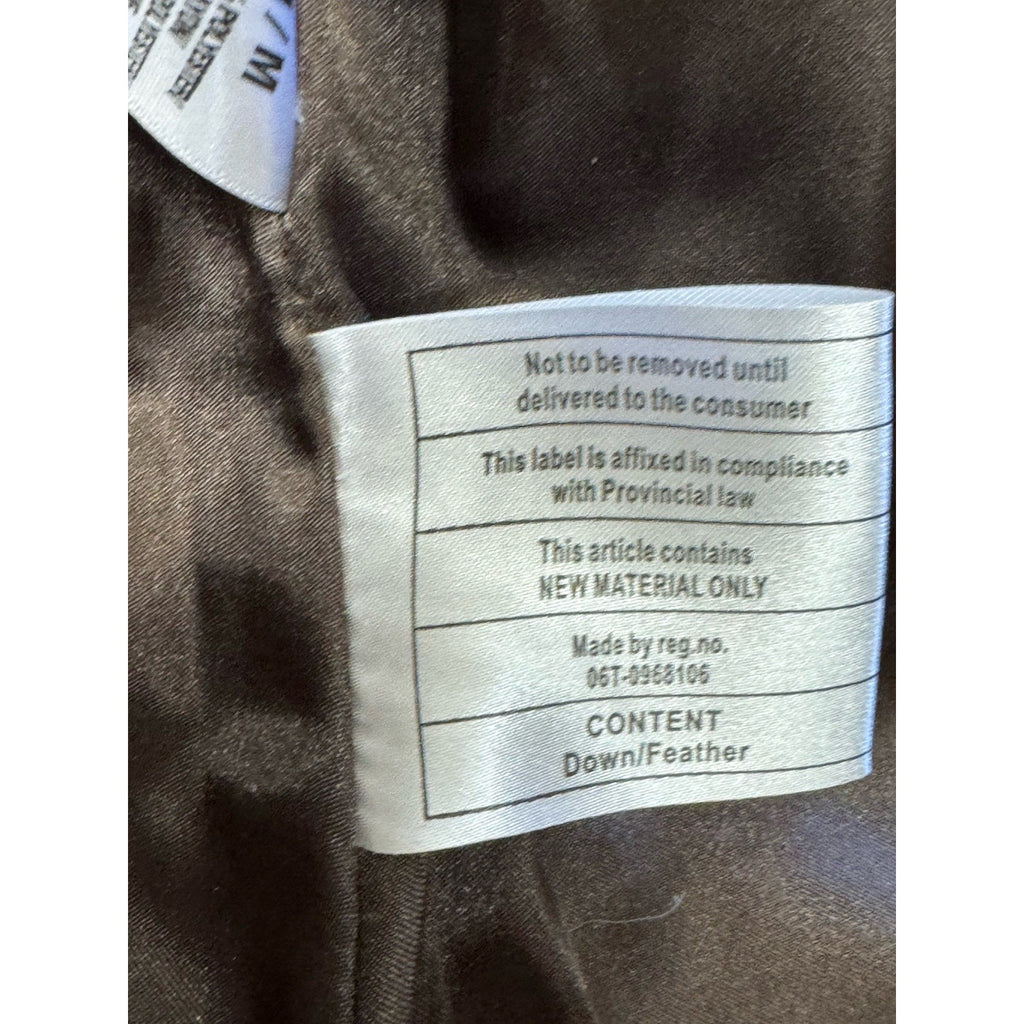 / M
POLYESTER
Not to be removed until
delivered to the consumer
This label is affixed in compliance
with Provincial law
This article contains
NEW MATERIAL ONLY
Made by reg.no.
06T-0968106
CONTENT
Down/Feather